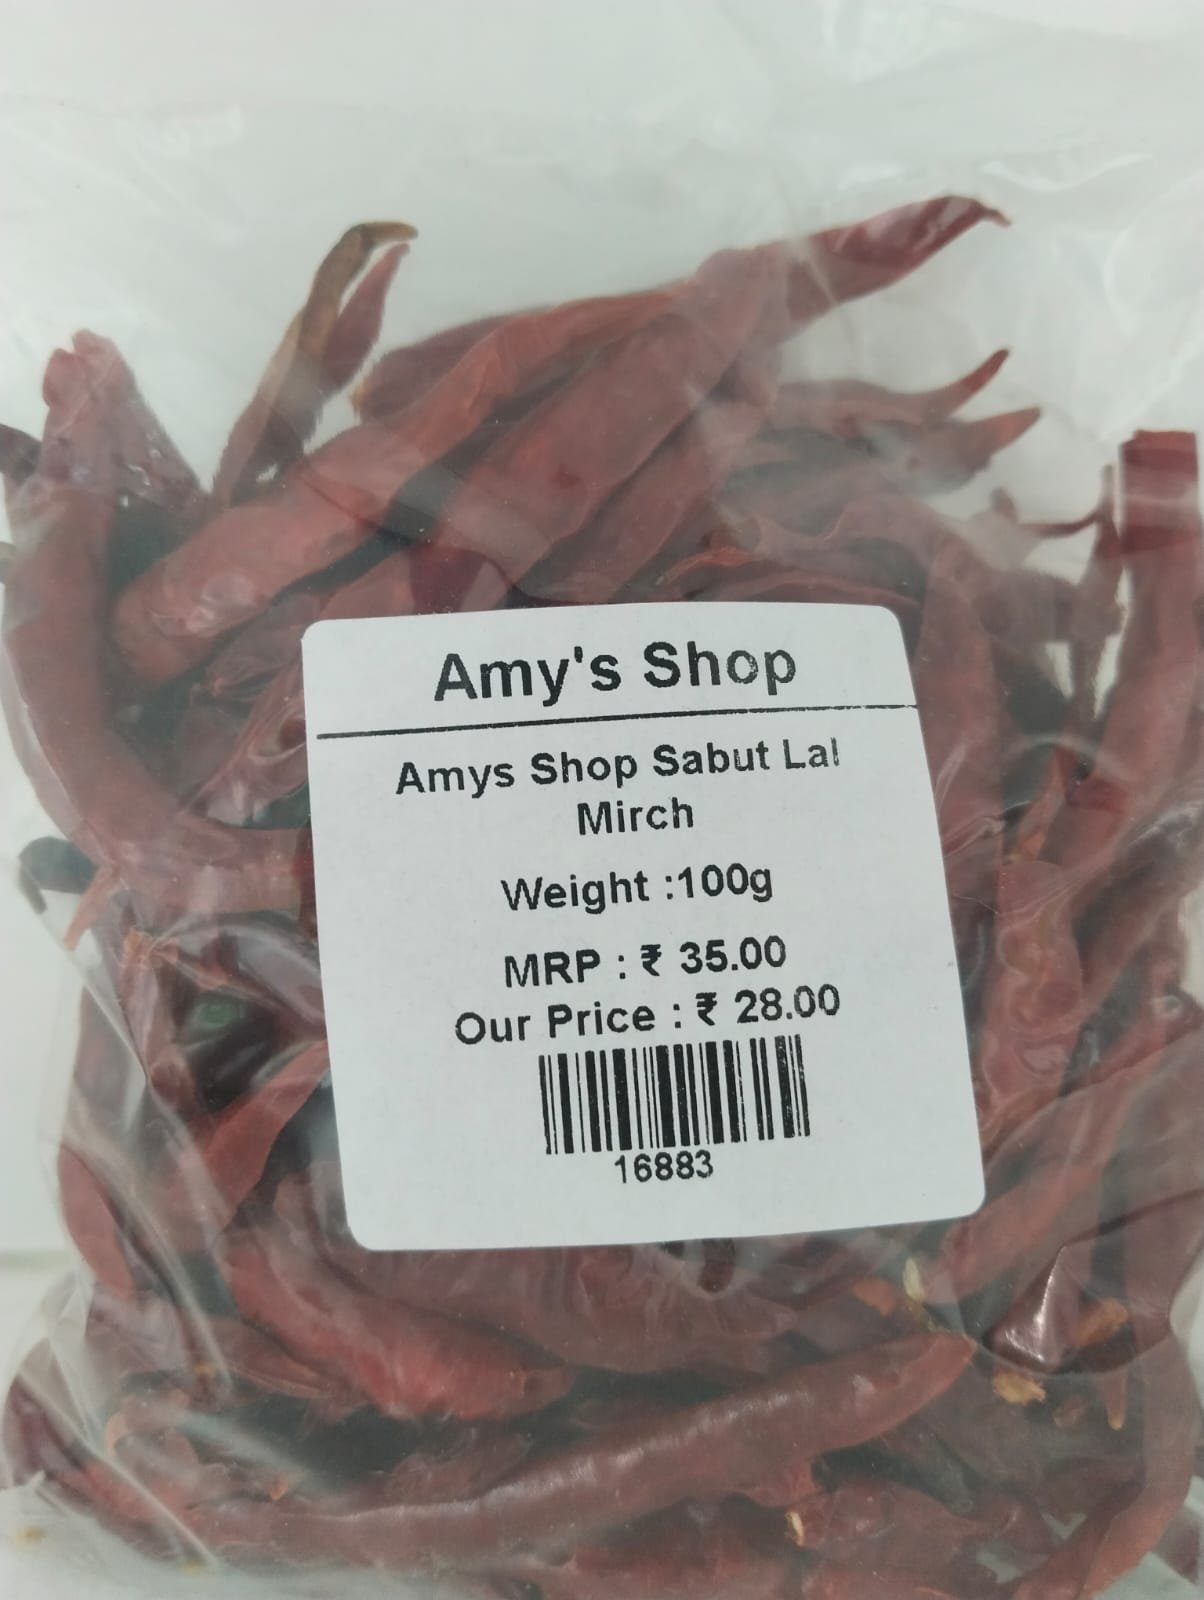 Amy's Shop
Amys Shop Sabut Lal
Mirch
Weight :100g
MRP : ₹ 35.00
Our Price : ₹ 28.00
16883